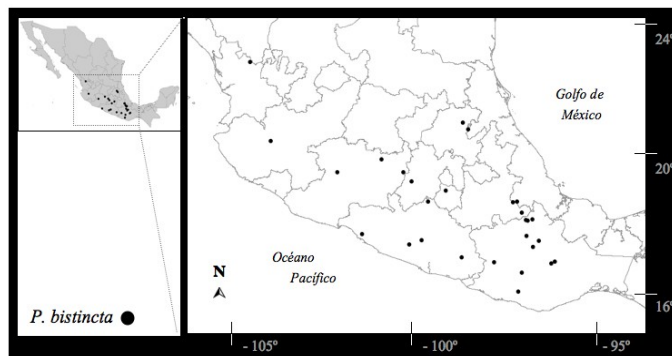 24°
Golfo de
México
20°
Océano
Pacífico
N
P. bistincta
16°
- 105°
- 100°
- 95°